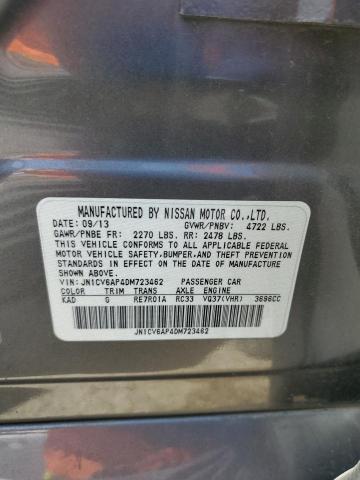 MANUFACTURED BY NISSAN MOTOR CO.,LTD.
DATE: 09/13 GVWR/PNBV: 4722 LBS.
GAWR/PNBE FR: 2270 LBS. RR: 2478 LBS.
THIS VEHICLE CONFORMS TO ALL APPLICABLE FEDERAL
MOTOR VEHICLE SAFETY,BUMPER,AND THEFT
PREVENTION STANDARDS IN EFFECT ON THE DATE OF
MANUFACTURE SHOWN ABOVE.
VIN: JN1CV6AP4DM723462 PASSENGER CAR
COLOR TRIM TRANS AXLE ENGINE
KAD G RE7R01A RC33 VQ37(VHR) 3696CC
JN1CV6AP4DM723462